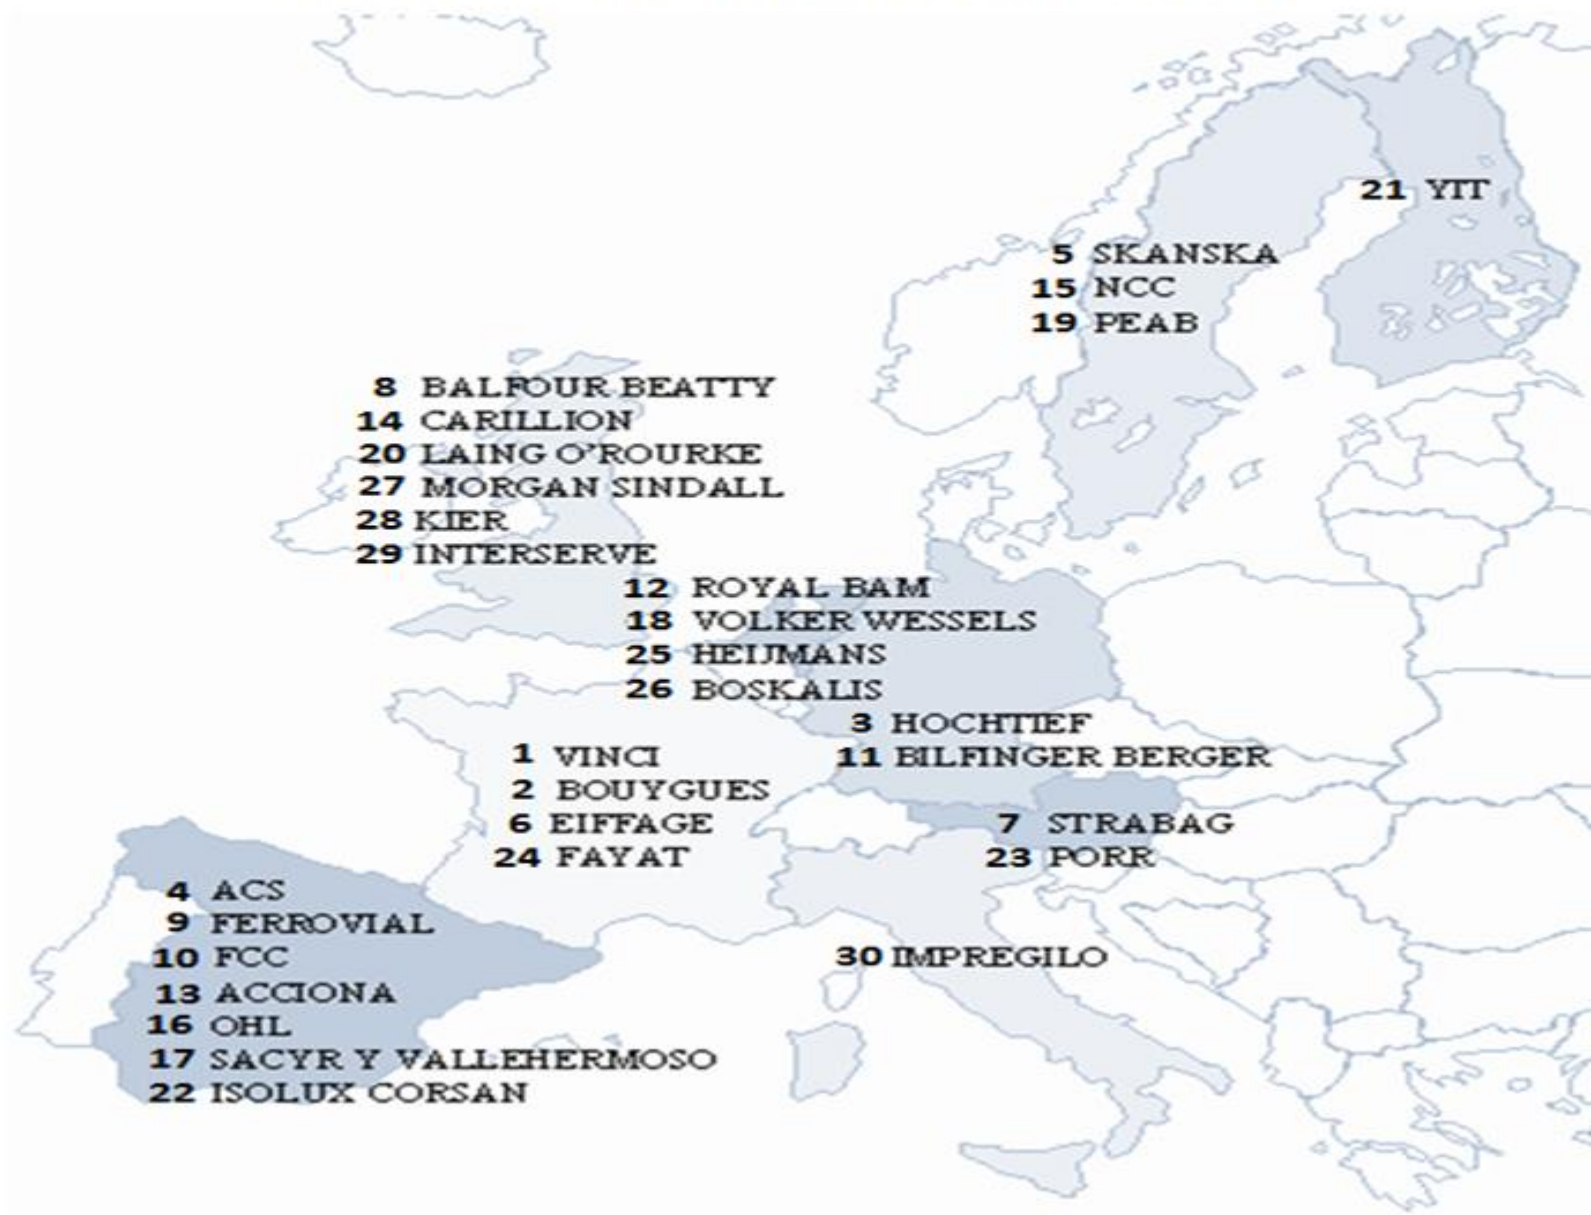 21 YIT
5 SKANSKA
15 NCC
19 PEAB
8 BALFOUR BEATTY
14 CARILLION
20 LAING O'ROURKE
27 MORGAN SINDALL
28 KIER
29 INTERSERVE
12 ROYAL BAM
18 VOLKER WESSELS
25 HEIJMANS
26 BOSKALIS
3 HOCHTIEF
11 BILFINGER BERGER
1 VINCI
2 BOUYGUES
6 EIFFAGE
24 FAYAT
7 STRABAG
23 PORR
4 ACS
9 FERROVIAL
10 FCC
13 ACCIONA
16 OHL
17 SACYR Y VALLEHERMOSO
22 ISOLUX CORSAN
30 IMPREGILO